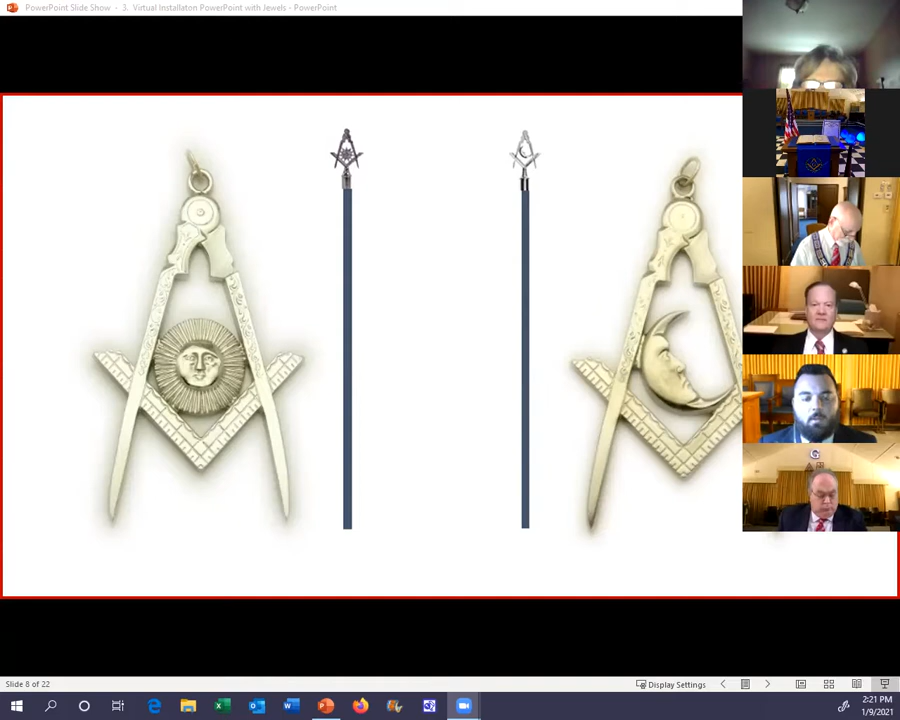 PowerPoint Slide Show - 3. Virtual Installaton PowerPoint with Jewels - PowerPoint
G
Slide 8 of 22
Display Settings
2:21 PM
1/9/2021